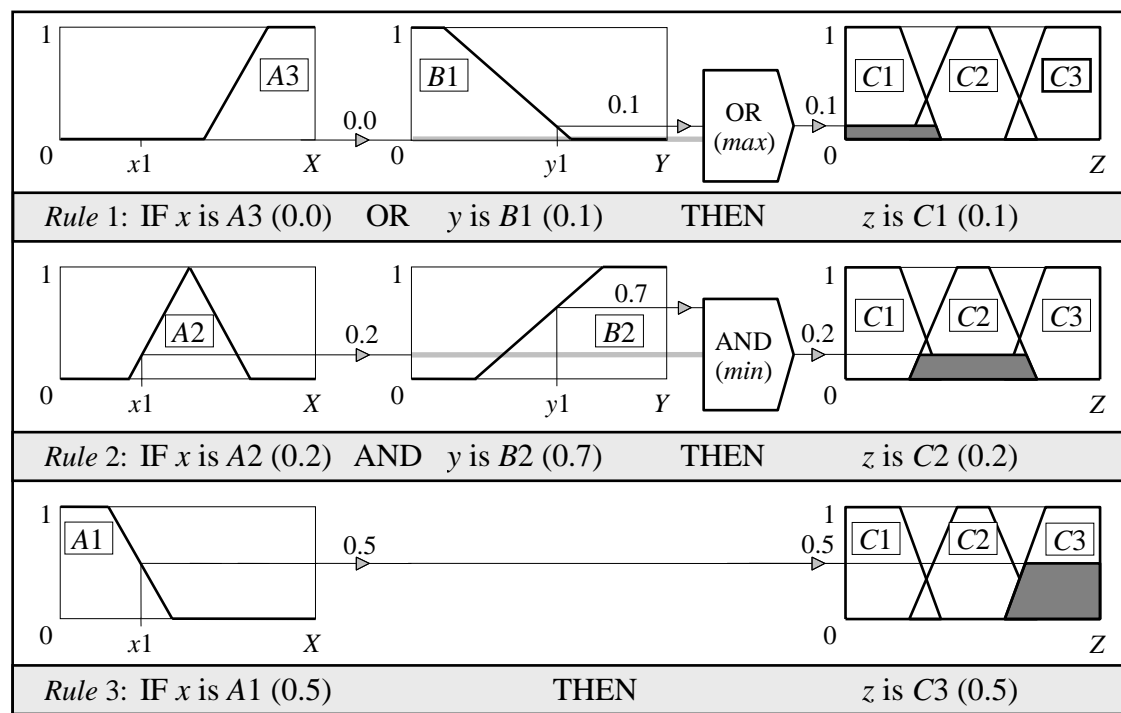 1 1 1
A3 B1 C1 C2 C3
0.0 0.1 OR (max) 0.1
0 x1 X 0 y1 Y 0 Z
Rule 1: IF x is A3 (0.0) OR y is B1 (0.1) THEN z is C1 (0.1)
1 1 1
A2 0.7 B2 C1 C2 C3
0.2 AND (min) 0.2
0 x1 X 0 y1 Y 0 Z
Rule 2: IF x is A2 (0.2) AND y is B2 (0.7) THEN z is C2 (0.2)
1 1
A1 0.5 0.5 C1 C2 C3
0 x1 X 0 Z
Rule 3: IF x is A1 (0.5) THEN z is C3 (0.5)